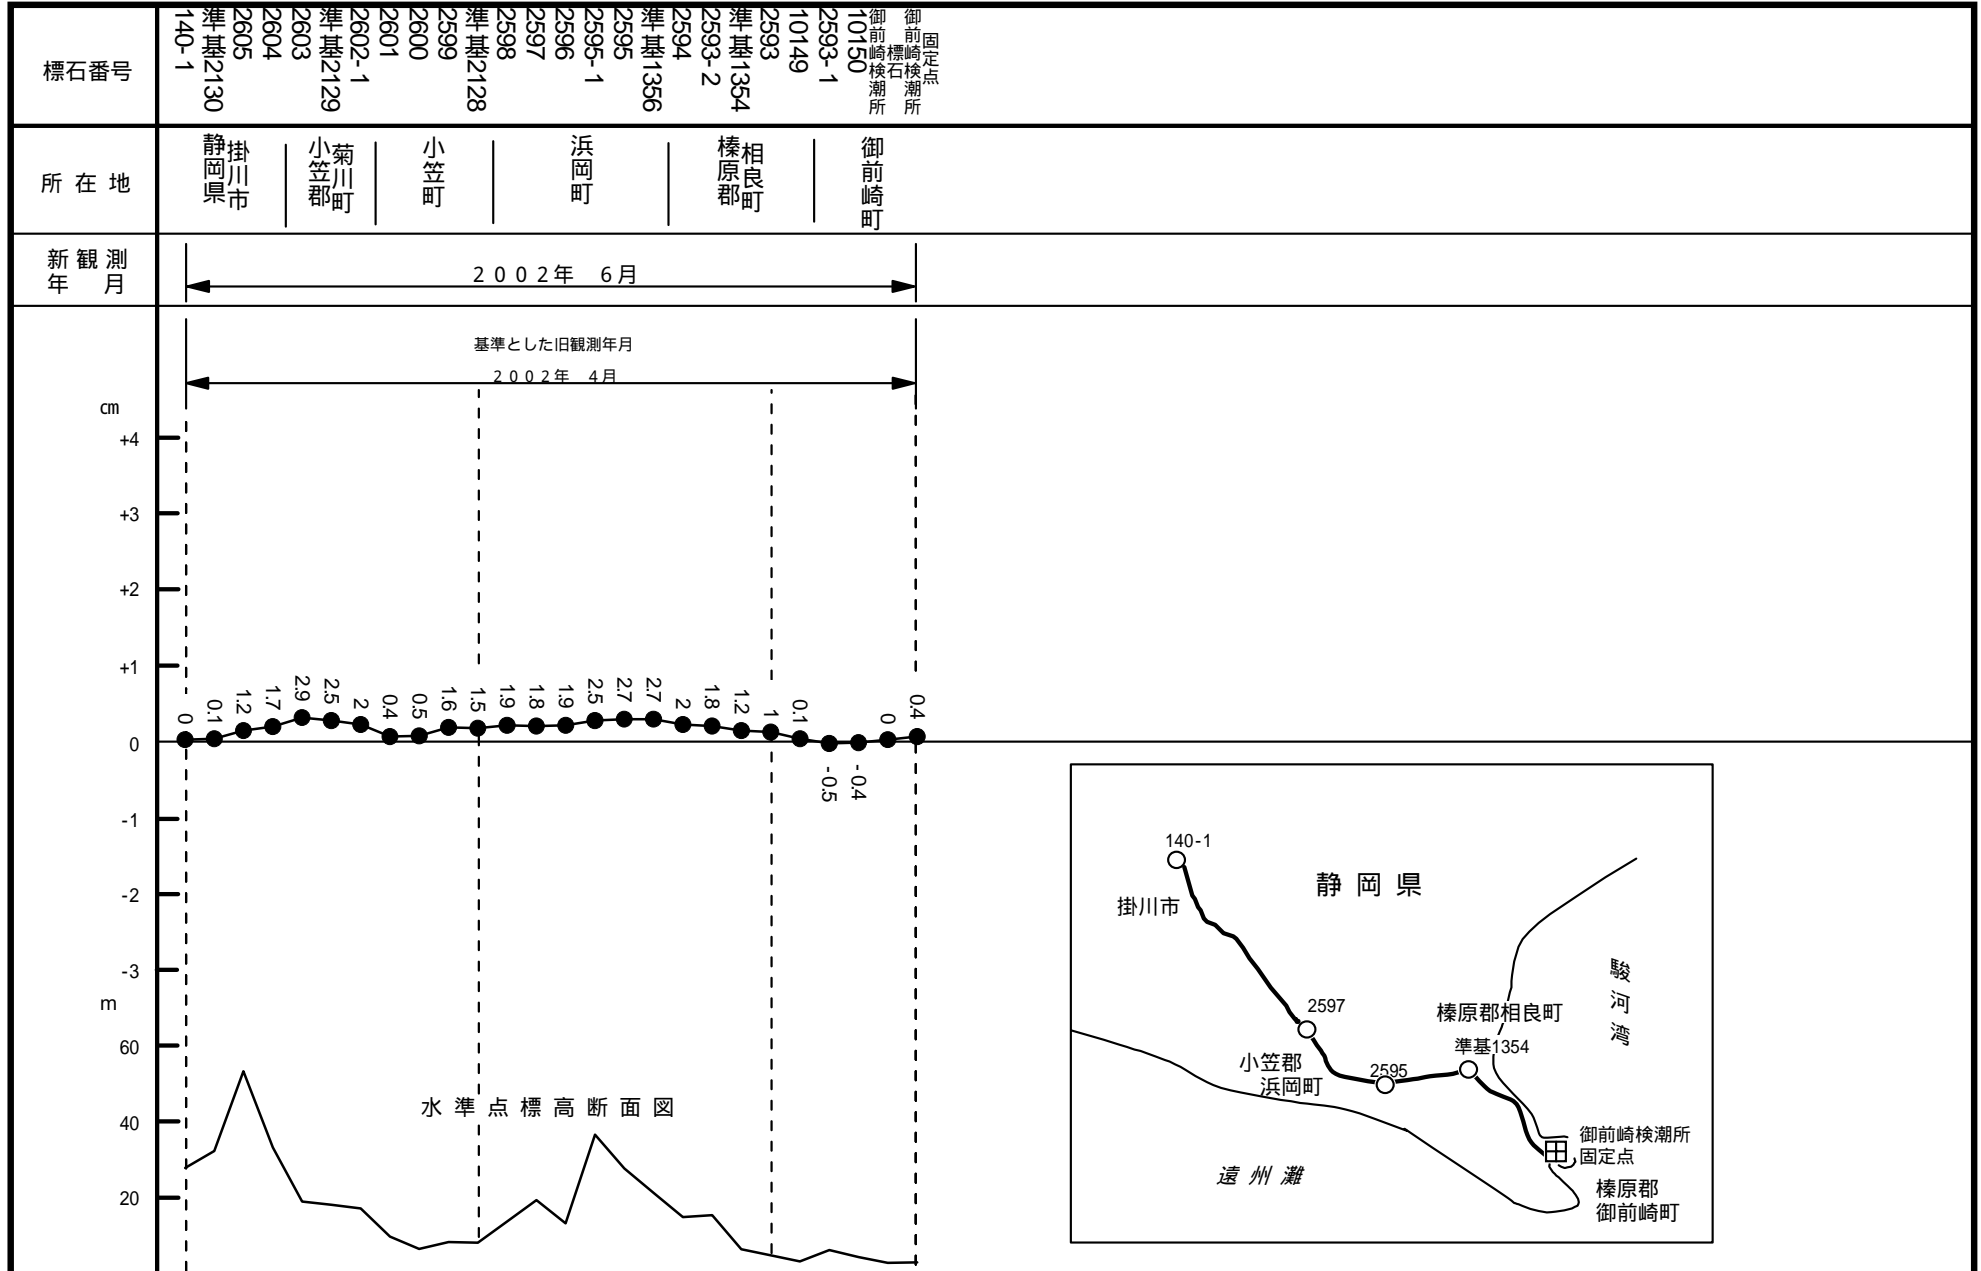 標石番号
140-1
準基2130
2605
2604
2603
準基2129
2602-1
2601
2600
2599
準基2128
2598
2597
2596
2595-1
2595
準基1356
2594
2593-2
準基1354
2593
10149
2593-1
10150
御前崎検潮所
標石
御前崎検潮所
固定点
所 在 地
静岡県
掛川市
小笠郡
菊川町
小笠町
浜岡町
榛原郡
相良町
御前崎町
新 観 測
年 月
2 0 0 2年 6月
基準とした旧観測年月
2 0 0 2年 4月
cm
+4
+3
+2
+1
0
-1
-2
-3
0
0.1
1.2
1.7
2.9
2.5
2
0.4
0.5
1.6
1.5
1.9
1.8
1.9
2.5
2.7
2.7
2
1.8
1.2
1
0.1
-0.5
-0.4
0
0.4
m
60
40
20
水 準 点 標 高 断 面 図
140-1
静 岡 県
掛川市
駿河湾
2597
榛原郡相良町
準基1354
小笠郡
浜岡町
2595
御前崎検潮所
固定点
遠 州 灘
榛原郡
御前崎町